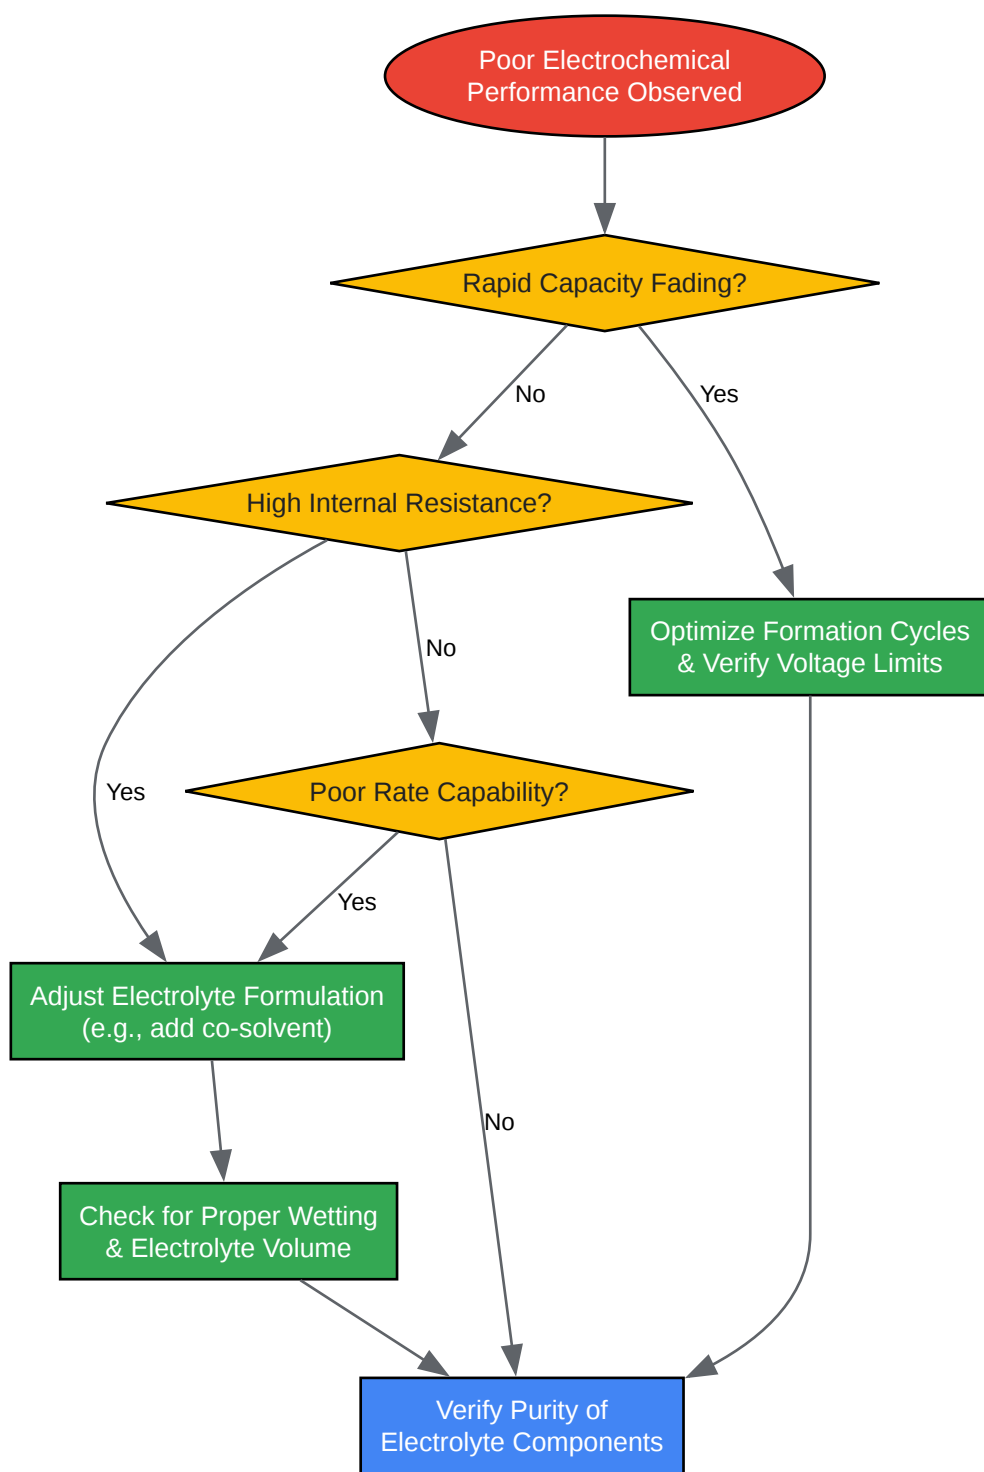 Poor Electrochemical
Performance Observed
Rapid Capacity Fading?
No
Yes
High Internal Resistance?
Optimize Formation Cycles
& Verify Voltage Limits
No
Yes
Poor Rate Capability?
Yes
Adjust Electrolyte Formulation
(e.g., add co-solvent)
No
Check for Proper Wetting
& Electrolyte Volume
Verify Purity of
Electrolyte Components